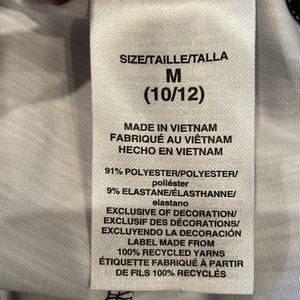 SIZE/TAILLE/TALLA
M
(10/12)
MADE IN VIETNAM
FABRIQUÉ AU VIÊTNAM
HECHO EN VIETNAM
91% POLYESTER/POLYESTER/
poliéster
9% ELASTANE/ÉLASTHANNE/
elastano
EXCLUSIVE OF DECORATION/
EXCLUSIF DES DÉCORATIONS/
EXCLUYENDO LA DECORACIÓN
LABEL MADE FROM
100% RECYCLED YARNS
ÉTIQUETTE FABRIQUÉ À PARTIR
DE FILS 100% RECYCLÉS